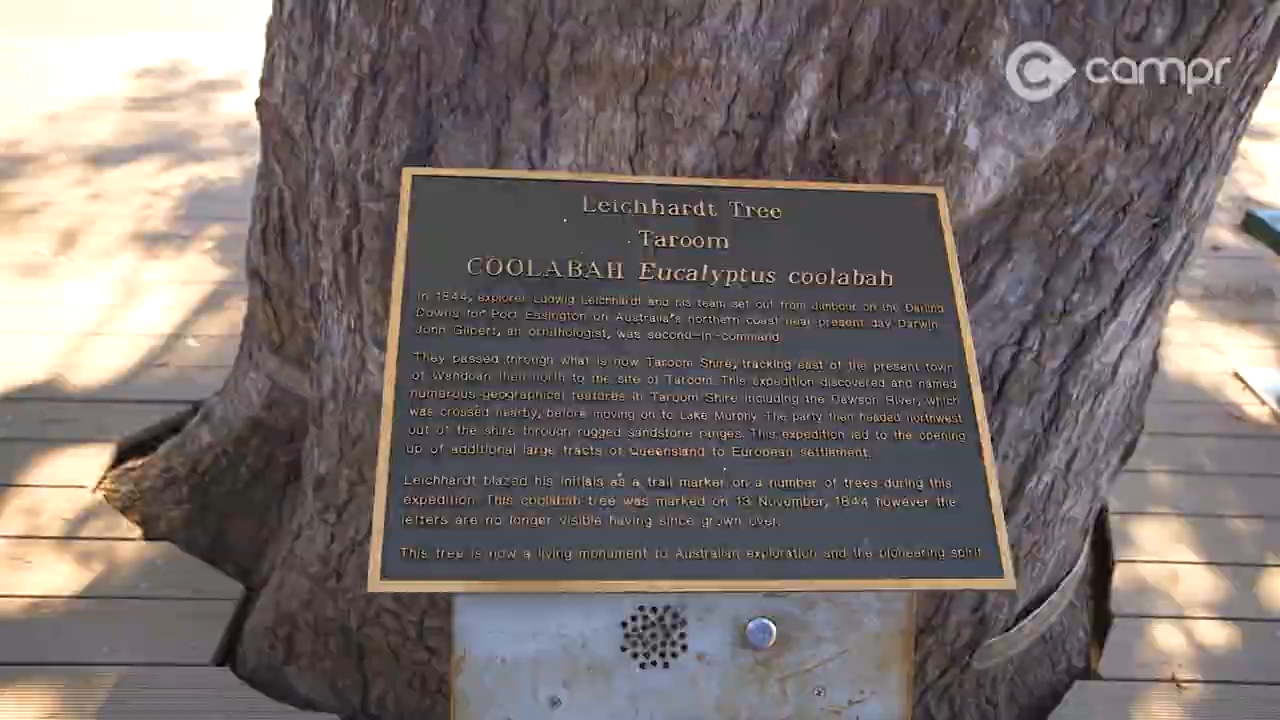 campr
Leichhardt Tree
Taroom
COOLABAH Eucalyptus coolabah
In 1844, explorer Ludwig Leichhardt and his team set out from Jimbour on the Darling
Downs for Port Essington on Australia's northern coast near present day Darwin.
John Gilbert, an ornithologist, was second-in-command.
They passed through what is now Taroom Shire, tracking east of the present town
of Wandoan then north to the site of Taroom. This expedition discovered and named
numerous geographical features in Taroom Shire including the Dawson River, which
was crossed nearby, before moving on to Lake Murphy. The party then headed northwest
out of the shire through rugged sandstone ranges. This expedition led to the opening
up of additional large tracts of Queensland to European settlement.
Leichhardt blazed his initials as a trail marker on a number of trees during this
expedition. This coolabah tree was marked on 13 November, 1844 however the
letters are no longer visible having since grown over.
This tree is now a living monument to Australian exploration and the pioneering spirit